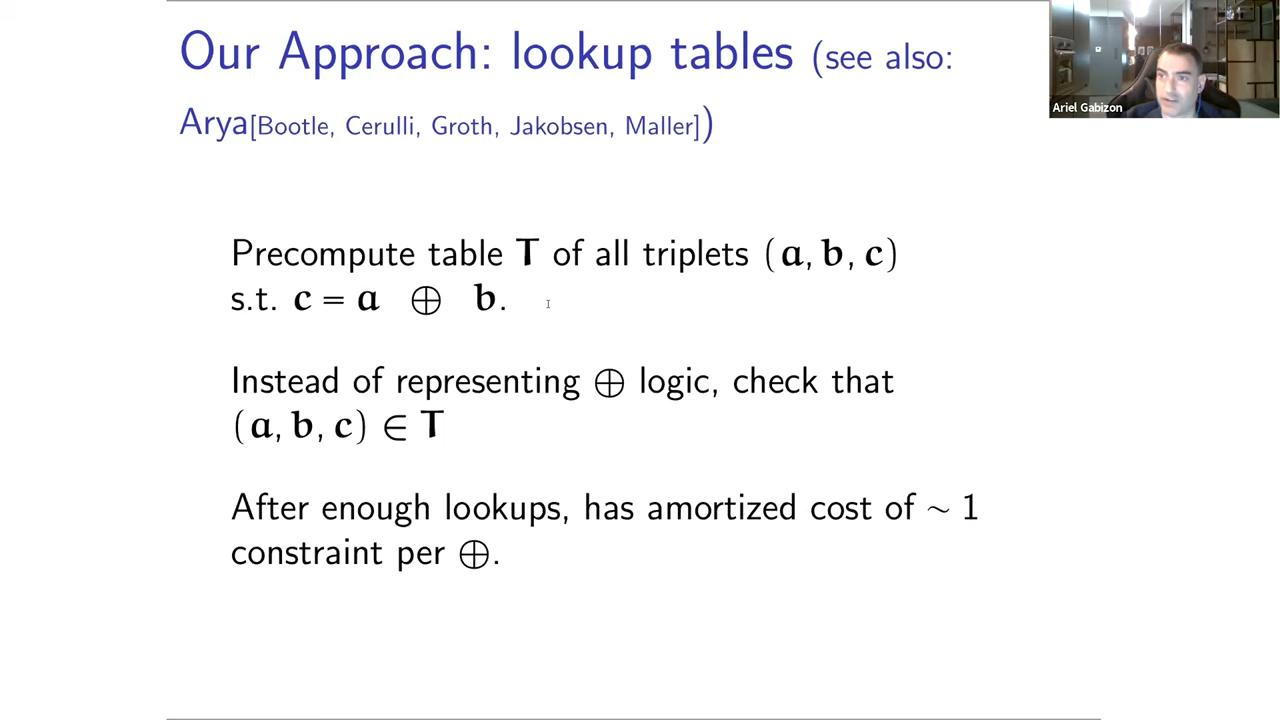 Our Approach: lookup tables (see also:
Arya[Bootle, Cerulli, Groth, Jakobsen, Maller])
Ariel Gabizon
Precompute table T of all triplets (a, b, c)
s.t. c = a ⊕ b.
Instead of representing ⊕ logic, check that
(a, b, c) ∈ T
After enough lookups, has amortized cost of ∼ 1
constraint per ⊕.